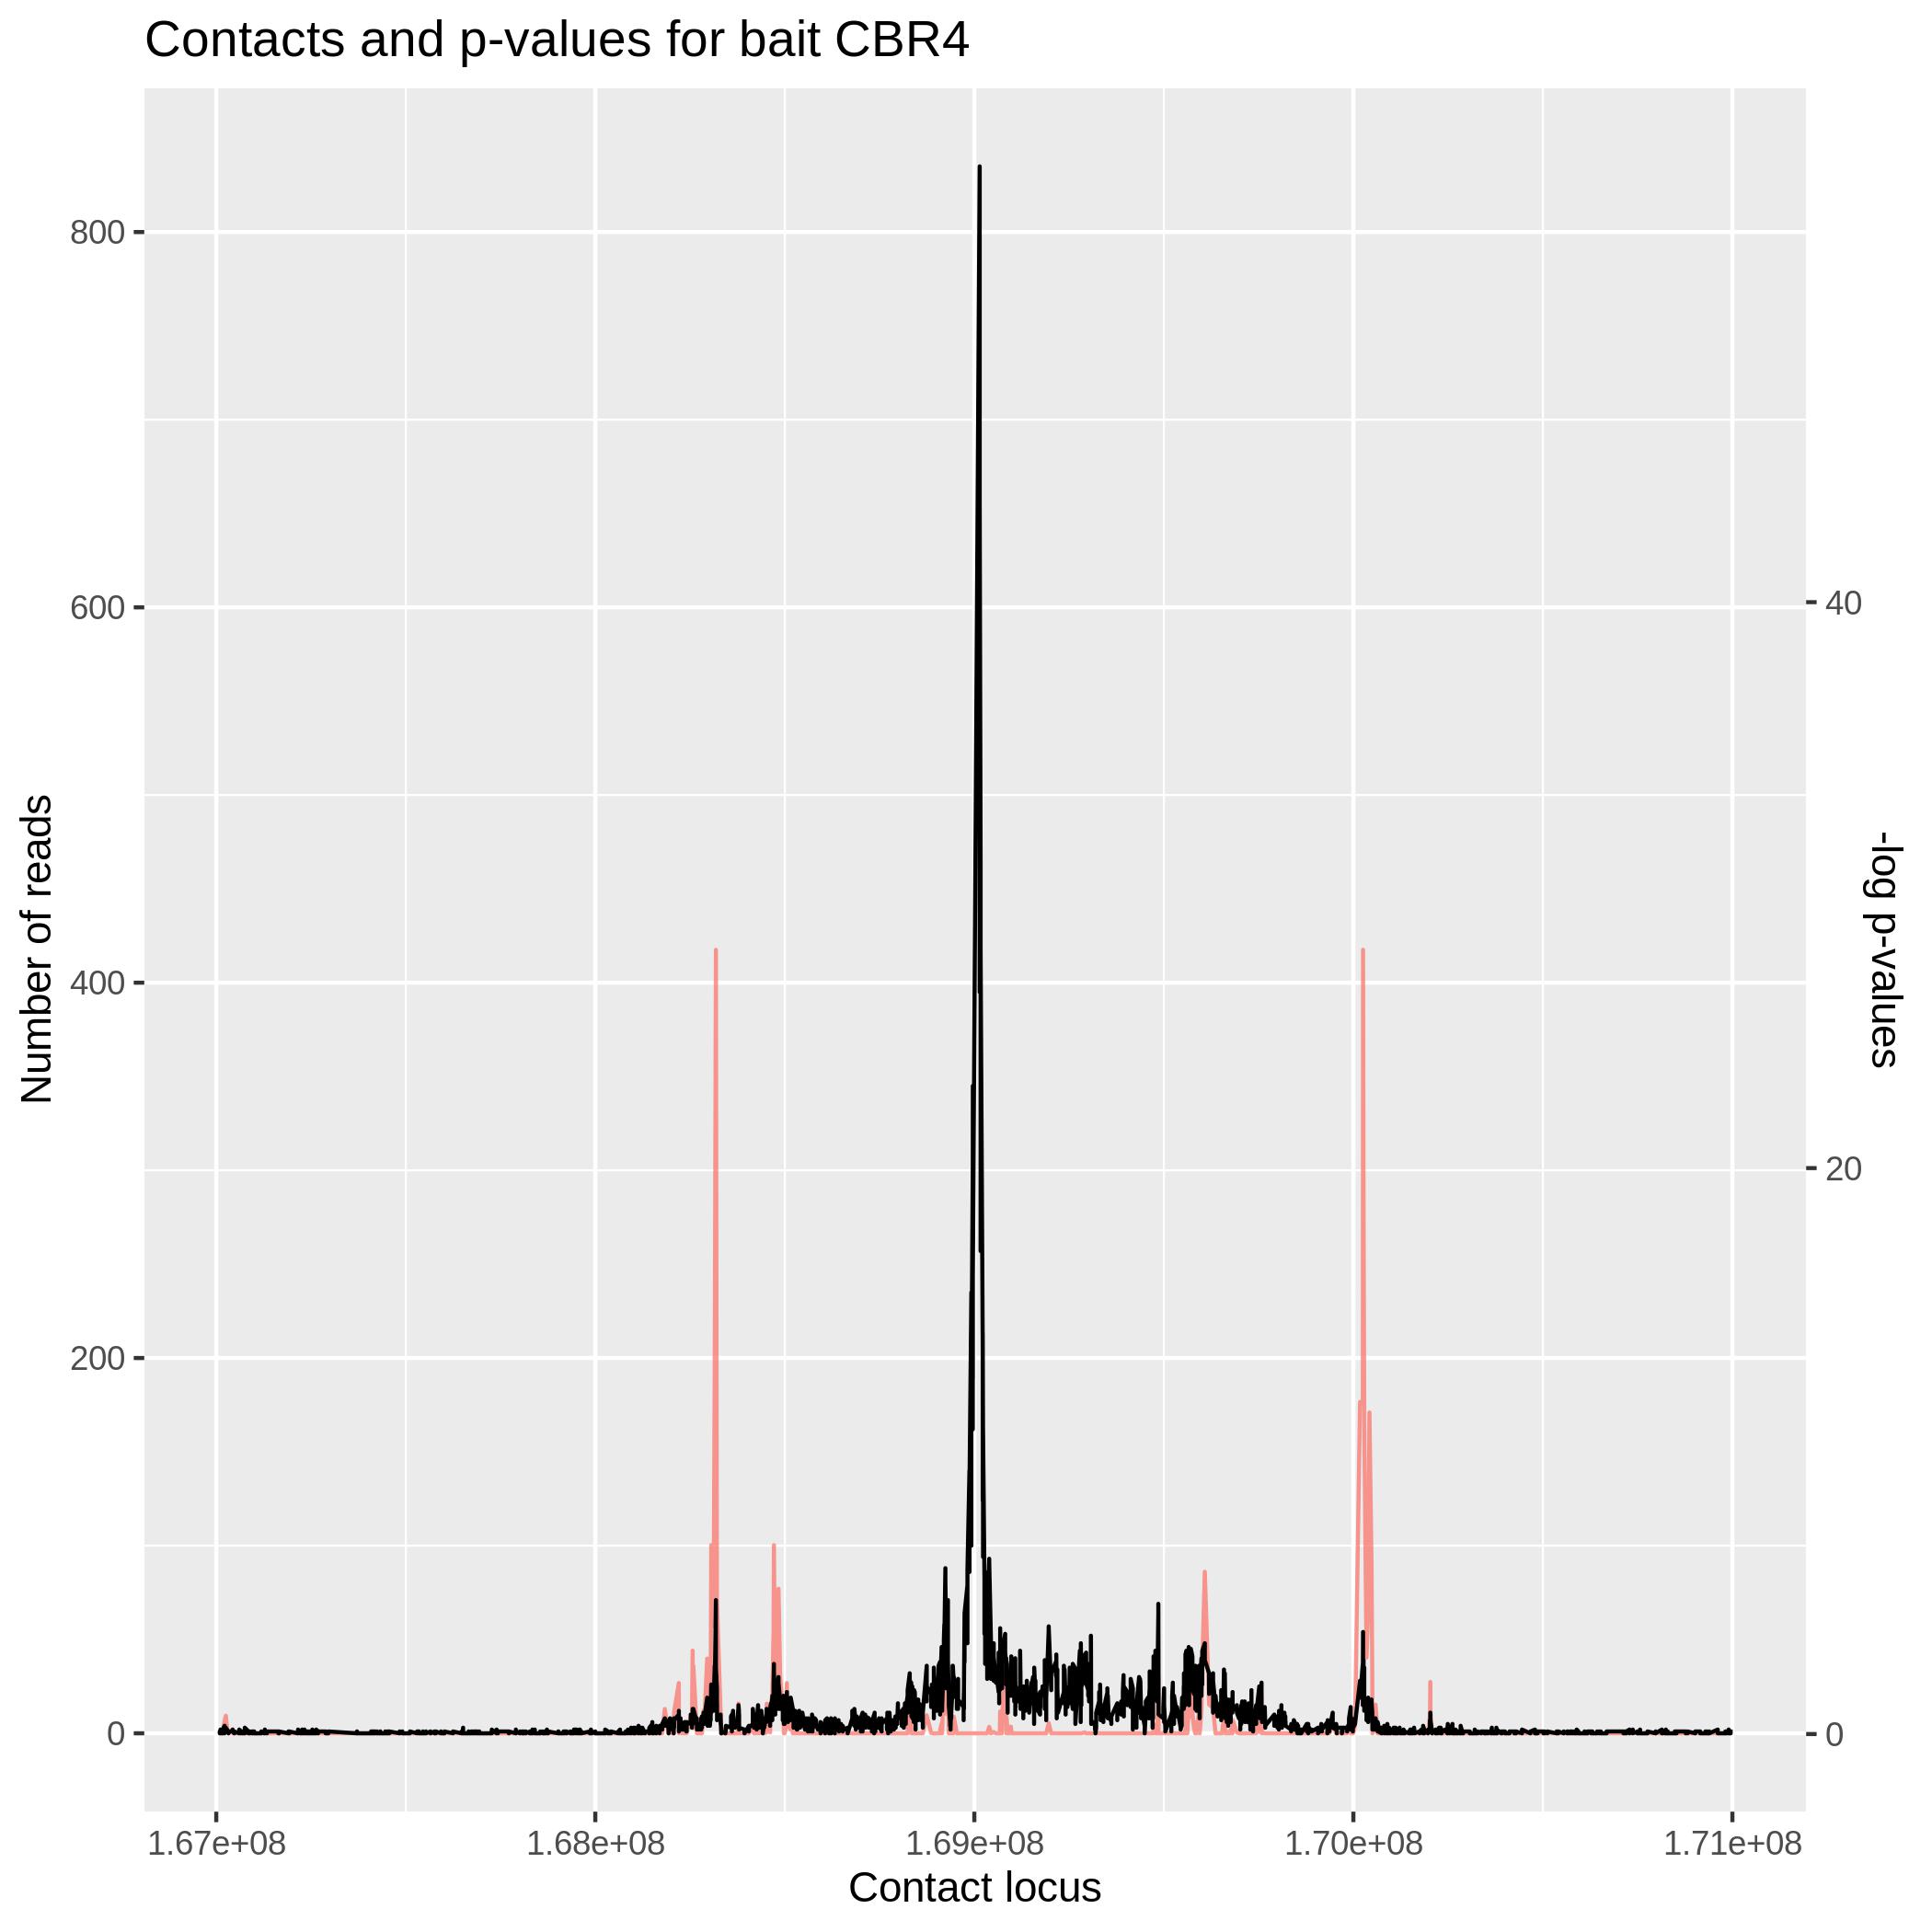 Contacts and p-values for bait CBR4
Number of reads
800
600
400
200
0
40
20
0
-log p-values
1.67e+08
1.68e+08
1.69e+08
1.70e+08
1.71e+08
Contact locus